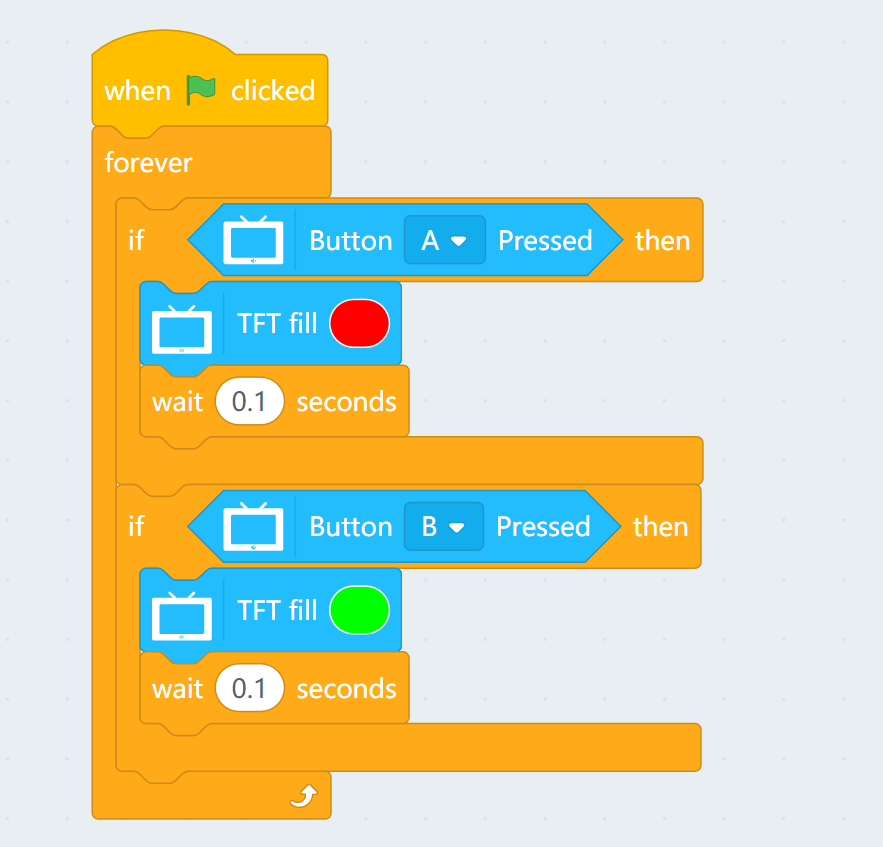 when clicked
forever
if Button A Pressed then
TFT fill
wait 0.1 seconds
if Button B Pressed then
TFT fill
wait 0.1 seconds